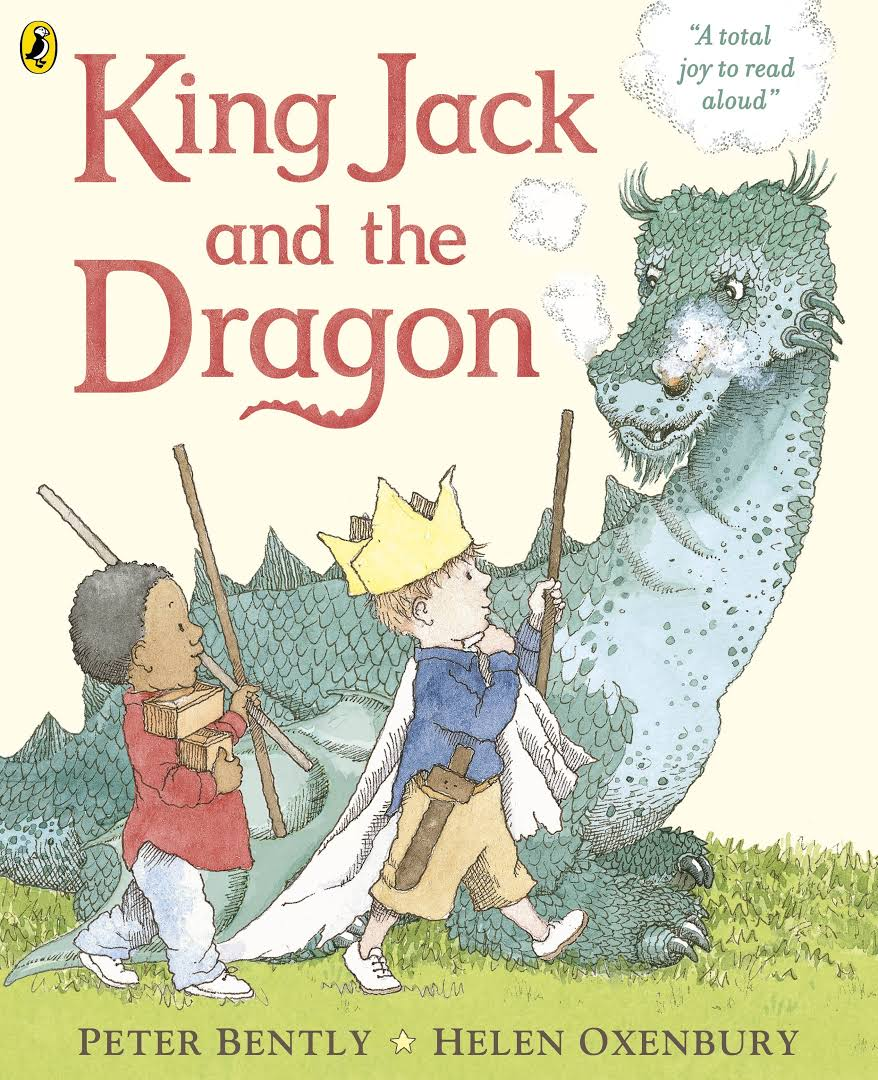 “A total
joy to read
aloud”
King Jack
and the
Dragon
PETER BENTLY ☆ HELEN OXENBURY